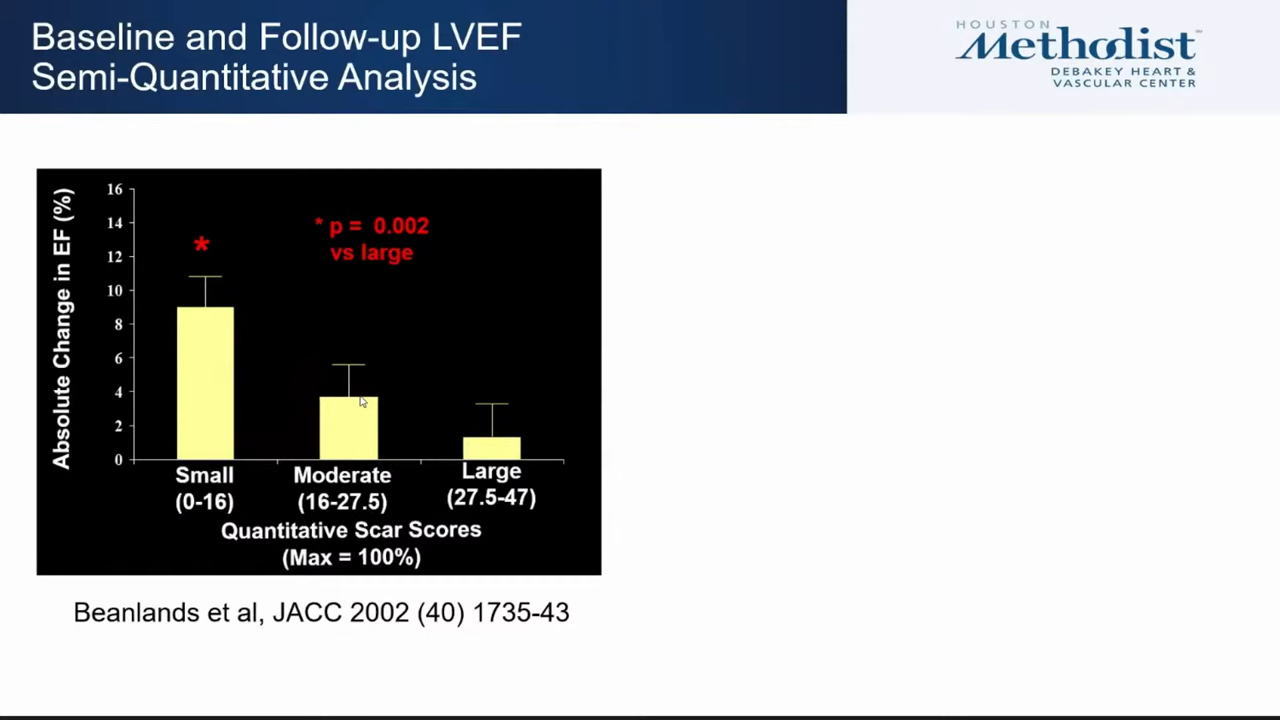 Baseline and Follow-up LVEF
Semi-Quantitative Analysis
HOUSTON
Methodist
DEBAKEY HEART &
VASCULAR CENTER
Absolute Change in EF (%)
16
14
12
10
8
6
4
2
0
*
* p = 0.002
vs large
Small
(0-16)
Moderate
(16-27.5)
Large
(27.5-47)
Quantitative Scar Scores
(Max = 100%)
Beanlands et al, JACC 2002 (40) 1735-43